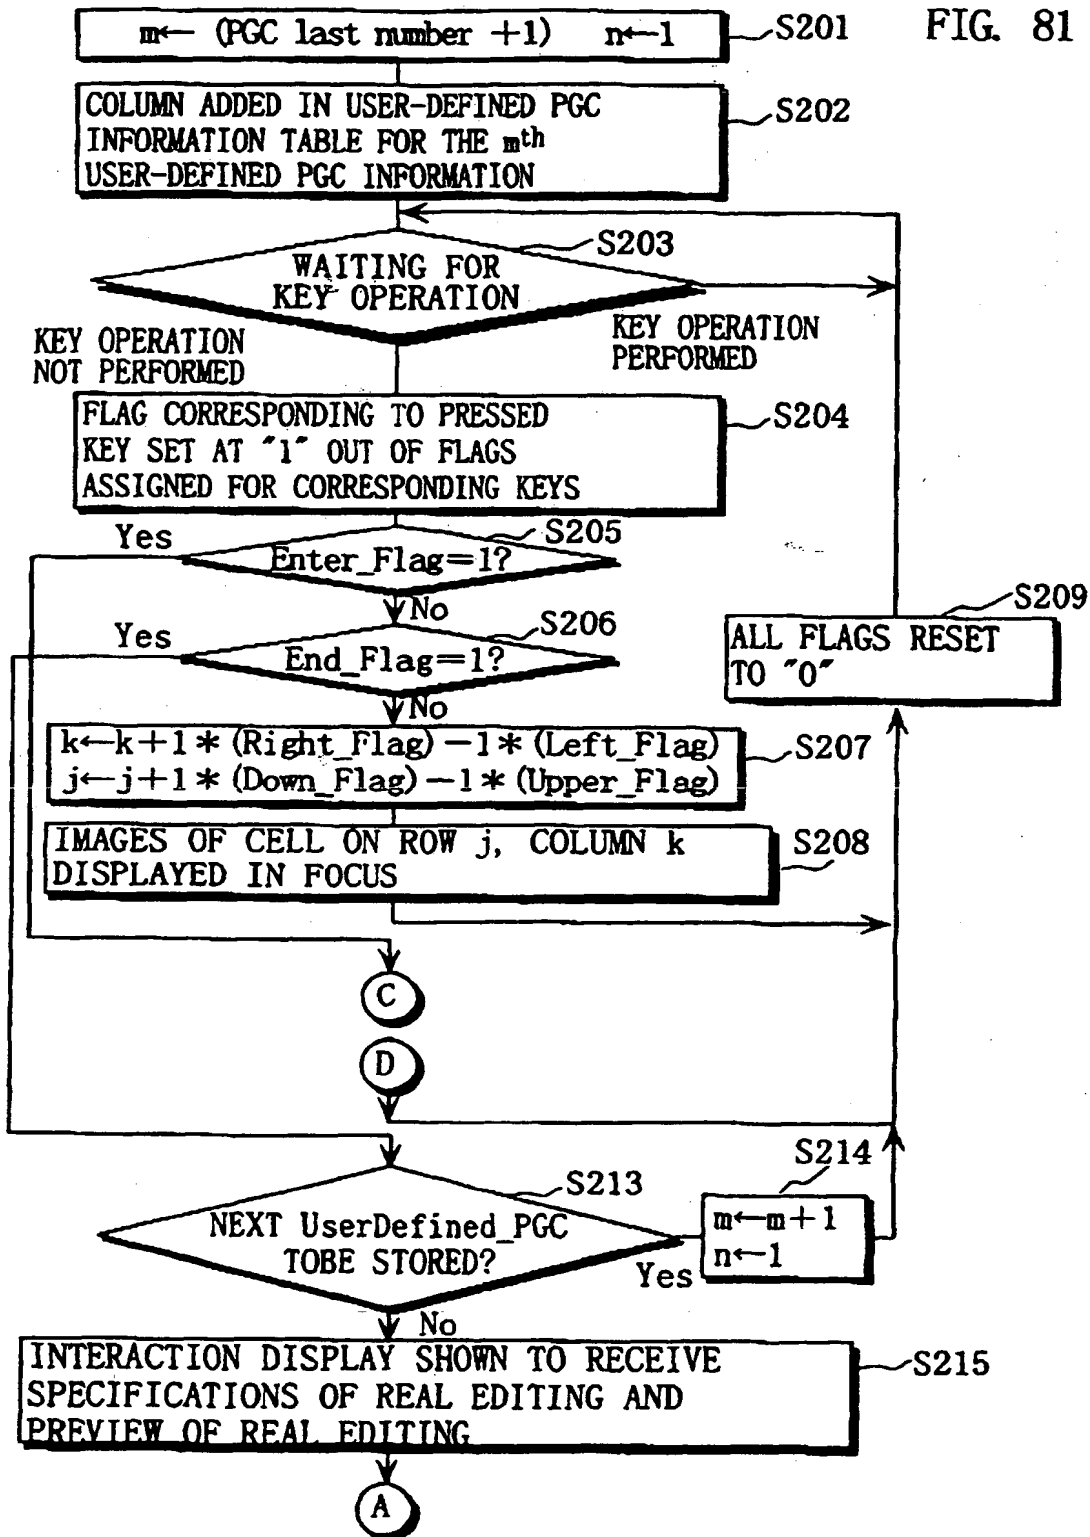 FIG. 81
m← (PGC last number +1) n←1
S201
COLUMN ADDED IN USER-DEFINED PGC
INFORMATION TABLE FOR THE mth
USER-DEFINED PGC INFORMATION
S202
S203
WAITING FOR
KEY OPERATION
KEY OPERATION
NOT PERFORMED
KEY OPERATION
PERFORMED
FLAG CORRESPONDING TO PRESSED
KEY SET AT "1" OUT OF FLAGS
ASSIGNED FOR CORRESPONDING KEYS
S204
Yes
S205
Enter_Flag=1?
No
Yes
S206
End_Flag=1?
No
S209
ALL FLAGS RESET
TO "0"
k←k+1*(Right_Flag)-1*(Left_Flag)
j←j+1*(Down_Flag)-1*(Upper_Flag)
S207
IMAGES OF CELL ON ROW j, COLUMN k
DISPLAYED IN FOCUS
S208
C
D
S213
NEXT UserDefined_PGC
TOBE STORED?
Yes
S214
m←m+1
n←1
No
INTERACTION DISPLAY SHOWN TO RECEIVE
SPECIFICATIONS OF REAL EDITING AND
PREVIEW OF REAL EDITING
S215
A